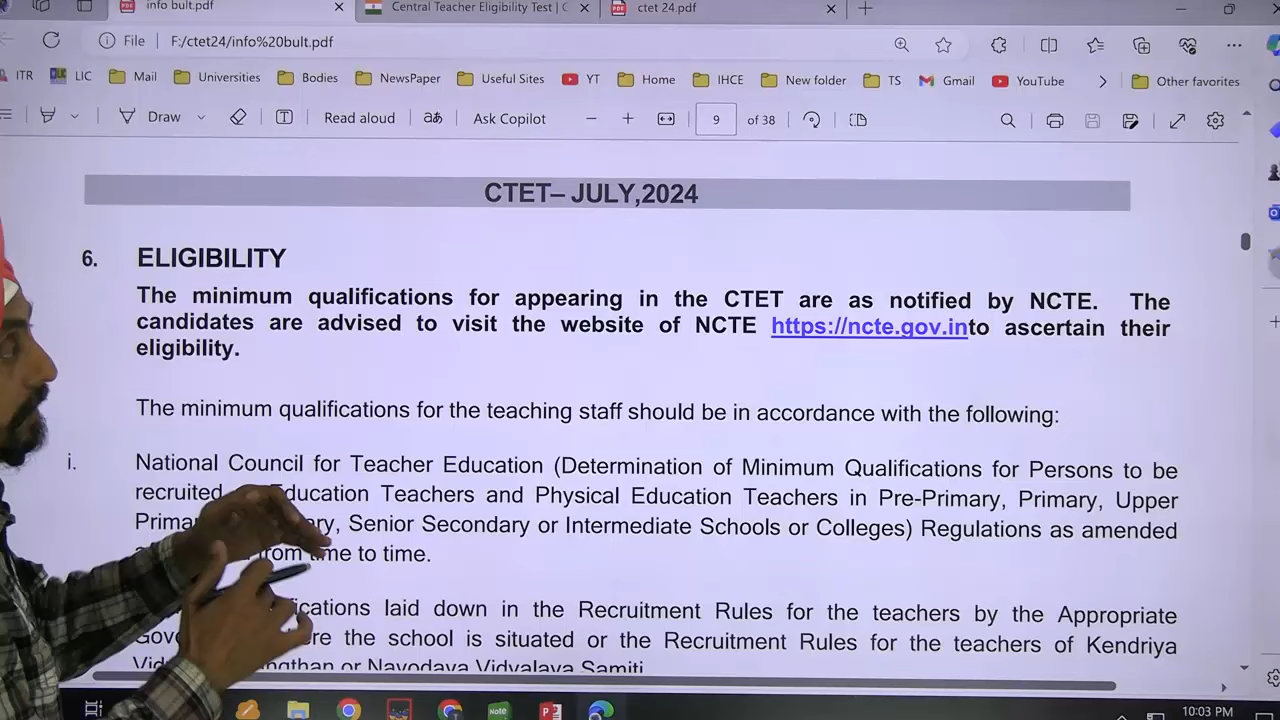 info bult.pdf
Central Teacher Eligibility Test | C
ctet 24.pdf
File
F:/ctet24/info%20bult.pdf
ITR LIC Mail Universities Bodies NewsPaper Useful Sites YT Home IHCE New folder TS Gmail YouTube Other favorites
Draw Read aloud Ask Copilot 9 of 38
CTET– JULY,2024
6. ELIGIBILITY
The minimum qualifications for appearing in the CTET are as notified by NCTE. The
candidates are advised to visit the website of NCTE https://ncte.gov.into ascertain their
eligibility.
The minimum qualifications for the teaching staff should be in accordance with the following:
i. National Council for Teacher Education (Determination of Minimum Qualifications for Persons to be
recruited Education Teachers and Physical Education Teachers in Pre-Primary, Primary, Upper
Senior Secondary or Intermediate Schools or Colleges) Regulations as amended
from time to time.
laid down in the Recruitment Rules for the teachers by the Appropriate
the school is situated or the Recruitment Rules for the teachers of Kendriya
or Navodaya Vidyalaya Samiti
Note
10:03 PM